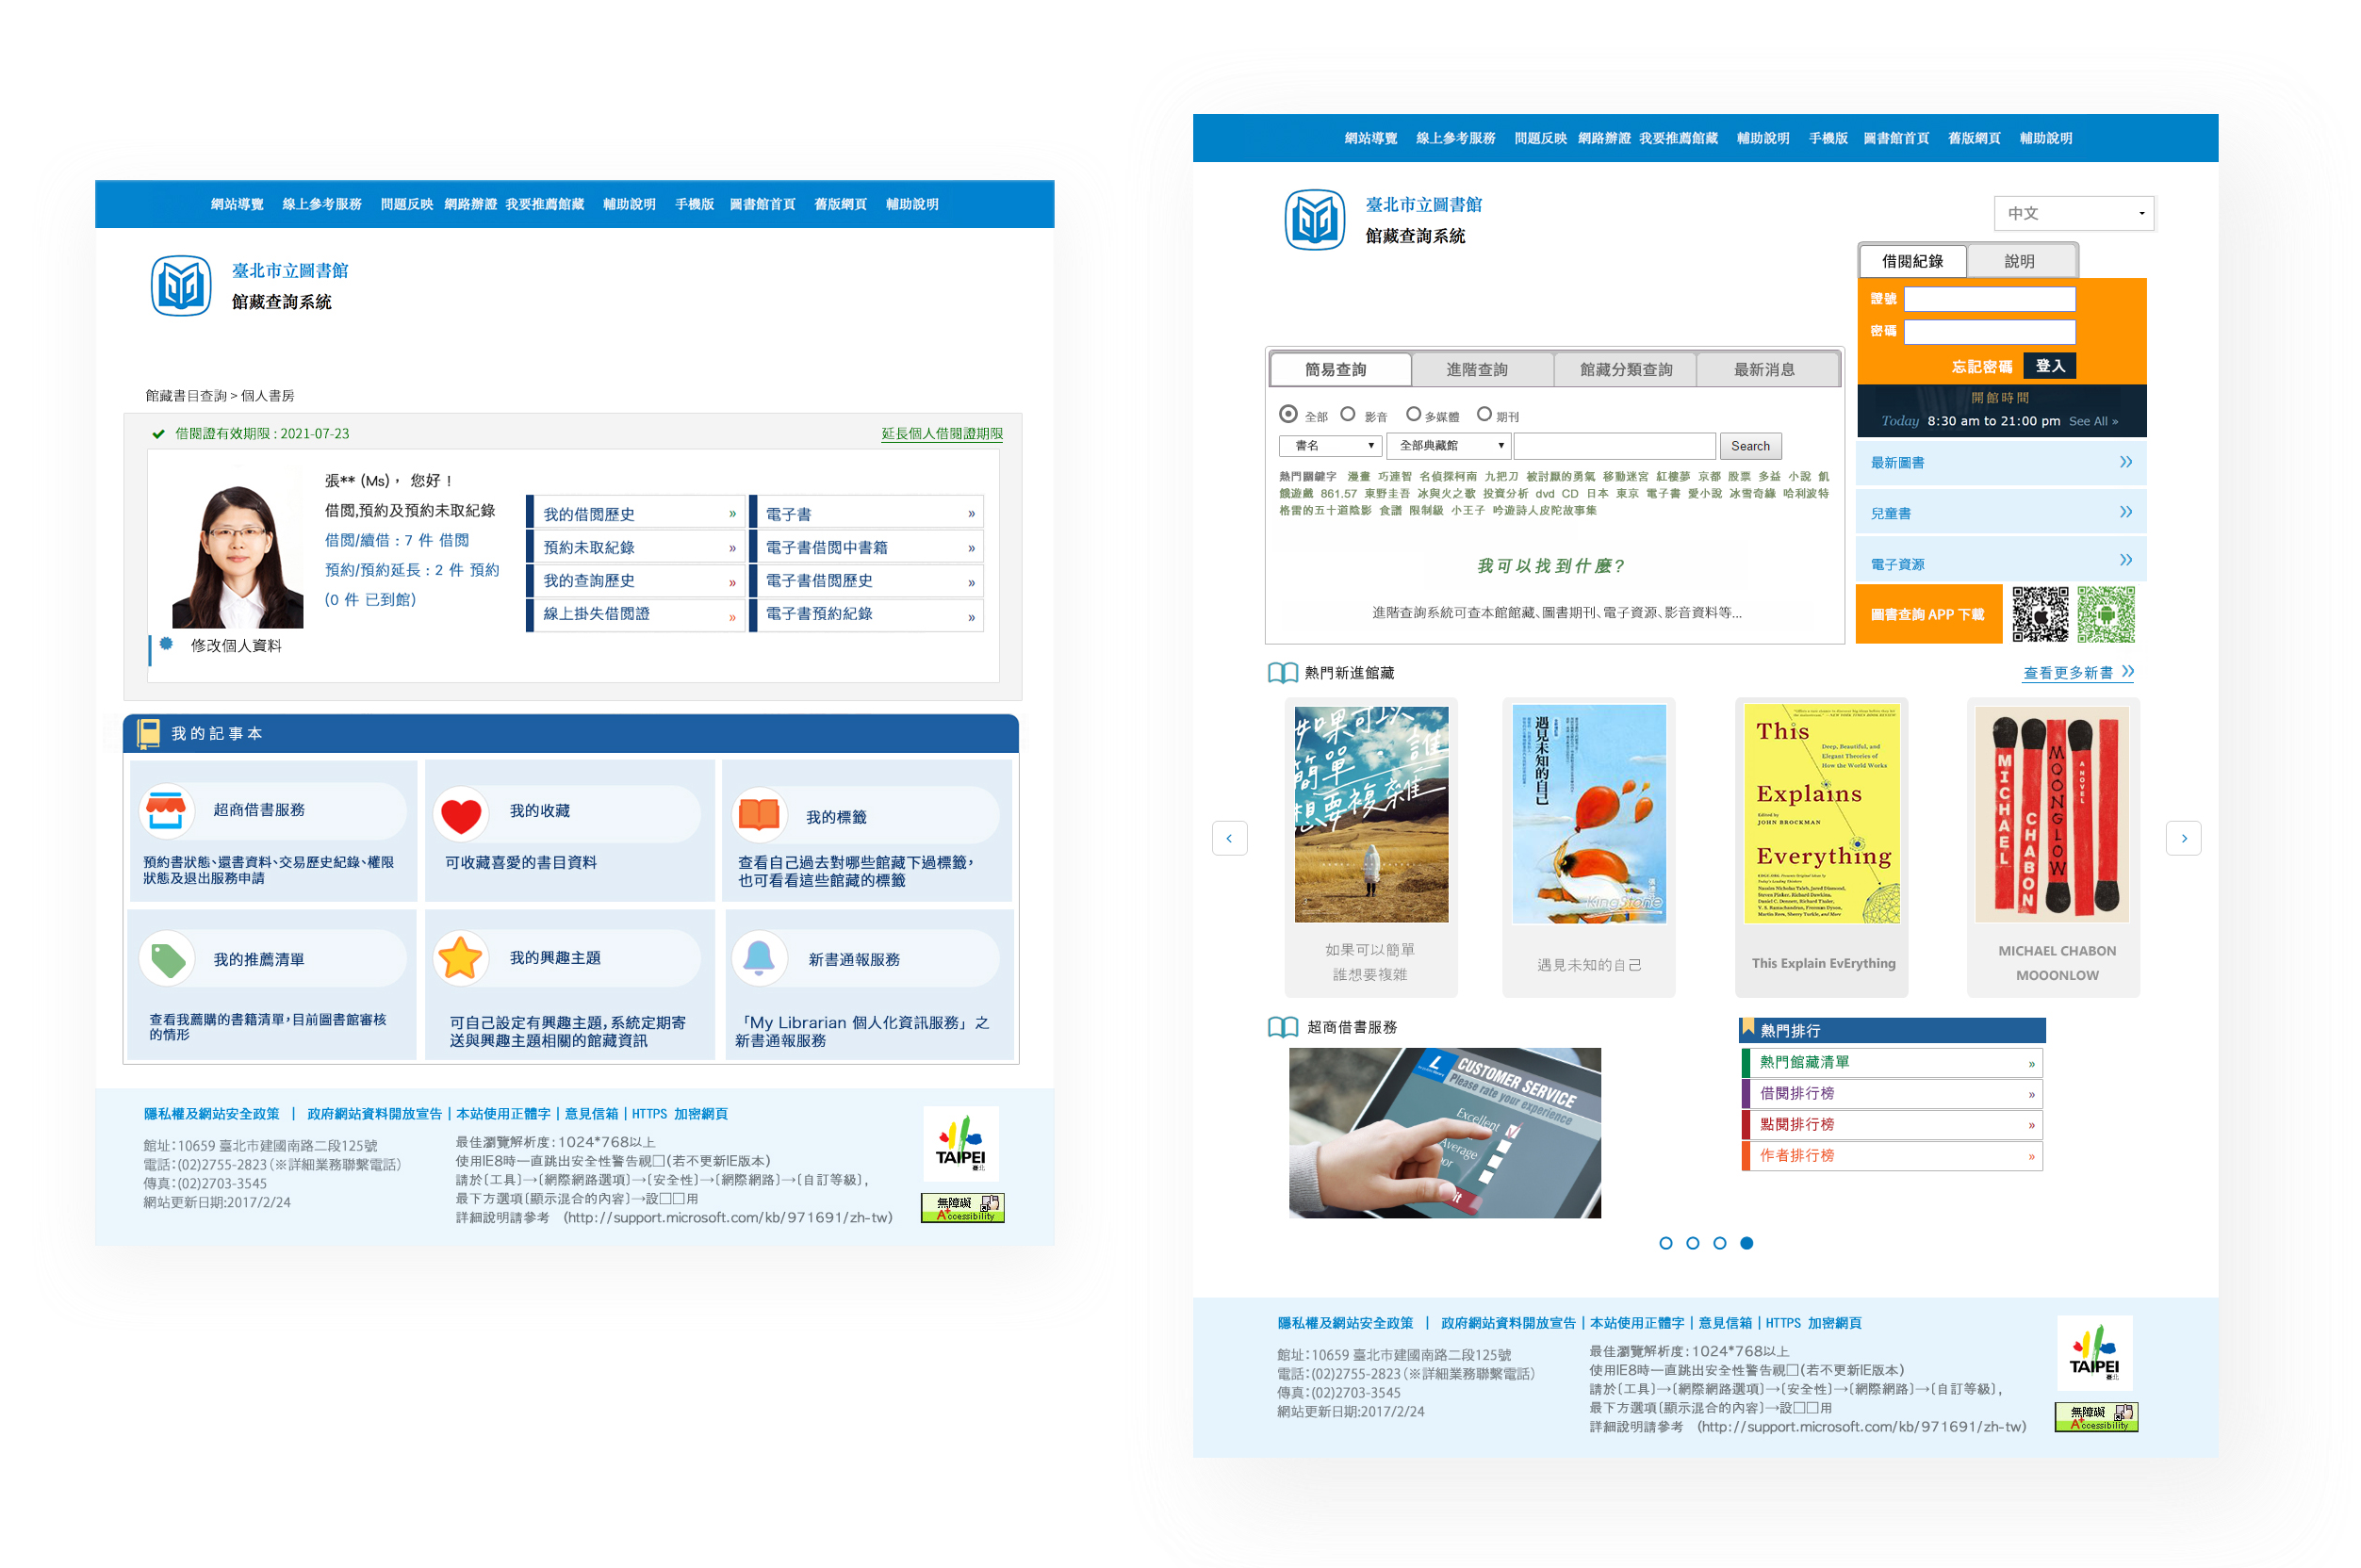 網站導覽 線上參考服務 問題反映 網路辦證 我要推薦館藏 輔助說明 手機版 圖書館首頁 舊版網頁 輔助說明
臺北市立圖書館
館藏查詢系統
館藏書目查詢 > 個人書房
借閱證有效期限 : 2021-07-23
延長個人借閱證期限
張** (Ms)， 您好！
借閱,預約及預約未取紀錄
借閱/續借 : 7 件 借閱
預約/預約延長 : 2 件 預約
(0 件 已到館)
修改個人資料
我的借閱歷史 »
預約未取紀錄 »
我的查詢歷史 »
線上掛失借閱證 »
電子書 »
電子書借閱中書籍 »
電子書借閱歷史 »
電子書預約紀錄 »
我的記事本
超商借書服務
預約書狀態、還書資料、交易歷史紀錄、權限
狀態及退出服務申請
我的收藏
可收藏喜愛的書目資料
我的標籤
查看自己過去對哪些館藏下過標籤，
也可看看這些館藏的標籤
我的推薦清單
查看我薦購的書籍清單，目前圖書館審核
的情形
我的興趣主題
可自己設定有興趣主題，系統定期寄
送與興趣主題相關的館藏資訊
新書通報服務
「My Librarian 個人化資訊服務」之
新書通報服務
隱私權及網站安全政策 | 政府網站資料開放宣告 | 本站使用正體字 | 意見信箱 | HTTPS 加密網頁
館址：10659 臺北市建國南路二段125號
電話：(02)2755-2823（※詳細業務聯繫電話）
傳真：(02)2703-3545
網站更新日期:2017/2/24
最佳瀏覽解析度：1024*768以上
使用IE8時一直跳出安全性警告視□(若不更新IE版本)
請於〔工具〕→〔網際網路選項〕→〔安全性〕→〔網際網路〕→〔自訂等級〕，
最下方選項〔顯示混合的內容〕→設□□用
詳細說明請參考 （http://support.microsoft.com/kb/971691/zh-tw）
TAIPEI
臺北
無障礙
A+ccessibility
網站導覽 線上參考服務 問題反映 網路辦證 我要推薦館藏 輔助說明 手機版 圖書館首頁 舊版網頁 輔助說明
臺北市立圖書館
館藏查詢系統
中文
借閱紀錄 說明
證號
密碼
忘記密碼 登入
開館時間
Today 8:30 am to 21:00 pm See All »
最新圖書
兒童書
電子資源
圖書查詢 APP 下載
簡易查詢 進階查詢 館藏分類查詢 最新消息
全部 影音 多媒體 期刊
書名 全部典藏館 Search
熱門關鍵字 漫畫 巧連智 名偵探柯南 九把刀 被討厭的勇氣 移動迷宮 紅樓夢 京都 股票 多益 小說 飢
餓遊戲 861.57 東野圭吾 冰與火之歌 投資分析 dvd CD 日本 東京 電子書 愛小說 冰雪奇緣 哈利波特
格雷的五十道陰影 食譜 限制級 小王子 吟遊詩人皮陀故事集
我可以找到什麼?
進階查詢系統可查本館館藏、圖書期刊、電子資源、影音資料等...
熱門新進館藏
查看更多新書
如果可以
簡單，誰
想要複雜
如果可以簡單
誰想要複雜
遇見未知的自己
KingStone
遇見未知的自己
This
Deep, Beautiful, and
Elegant Theories of
How the World Works
Explains
Edited by
JOHN BROCKMAN
Everything
This Explain EvErything
MICHAEL
CHABON
MOONGLOW
A NOVEL
MICHAEL CHABON
MOOONLOW
超商借書服務
CUSTOMER SERVICE
Please rate your experience
Excellent
Average
熱門排行
熱門館藏清單 »
借閱排行榜 »
點閱排行榜 »
作者排行榜 »
隱私權及網站安全政策 | 政府網站資料開放宣告 | 本站使用正體字 | 意見信箱 | HTTPS 加密網頁
館址：10659 臺北市建國南路二段125號
電話：(02)2755-2823（※詳細業務聯繫電話）
傳真：(02)2703-3545
網站更新日期:2017/2/24
最佳瀏覽解析度：1024*768以上
使用IE8時一直跳出安全性警告視□(若不更新IE版本)
請於〔工具〕→〔網際網路選項〕→〔安全性〕→〔網際網路〕→〔自訂等級〕，
最下方選項〔顯示混合的內容〕→設□□用
詳細說明請參考 （http://support.microsoft.com/kb/971691/zh-tw）
TAIPEI
臺北
無障礙
A+ccessibility